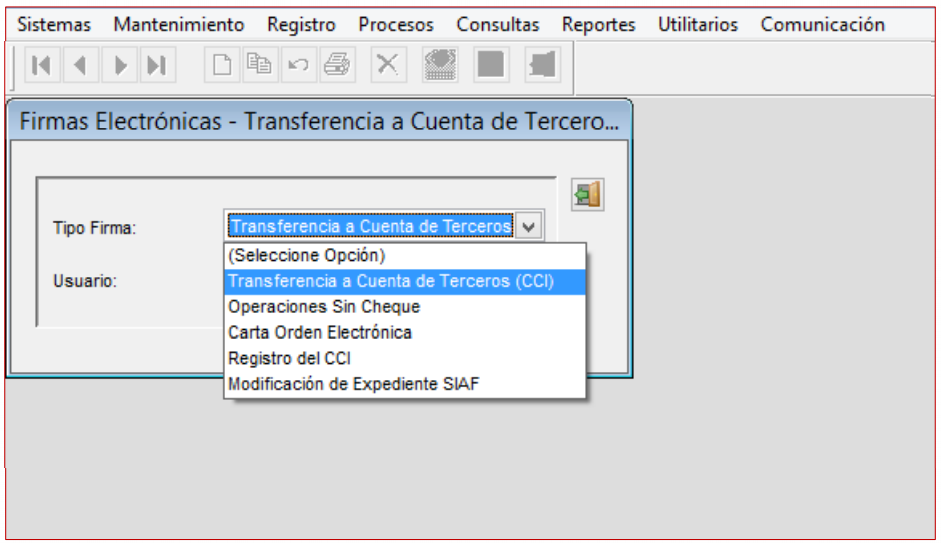 Sistemas Mantenimiento Registro Procesos Consultas Reportes Utilitarios Comunicación
Firmas Electrónicas - Transferencia a Cuenta de Tercero...
Tipo Firma: Transferencia a Cuenta de Terceros
(Seleccione Opción)
Usuario: Transferencia a Cuenta de Terceros (CCI)
Operaciones Sin Cheque
Carta Orden Electrónica
Registro del CCI
Modificación de Expediente SIAF